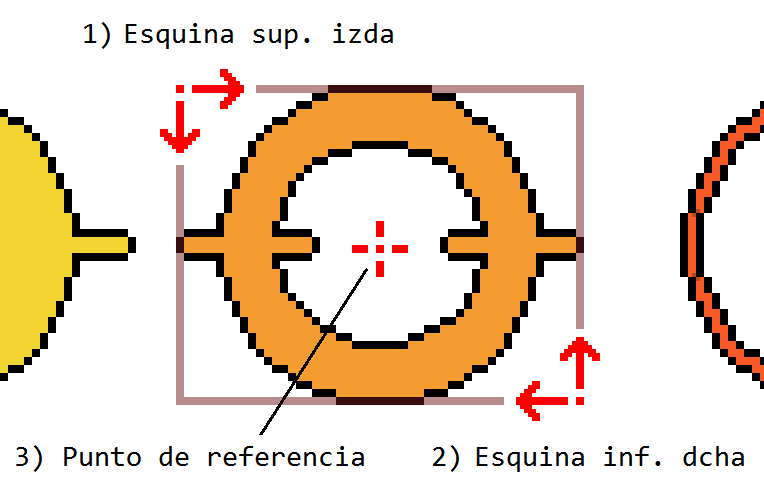 1) Esquina sup. izda
3) Punto de referencia
2) Esquina inf. dcha